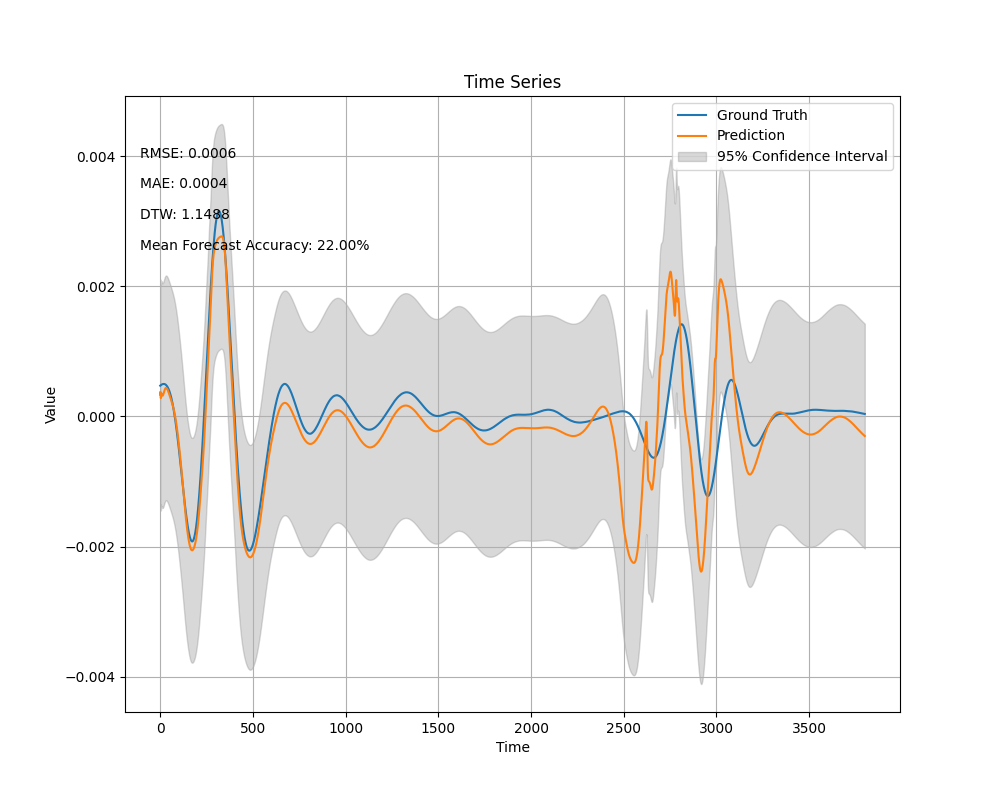 Time Series
Ground Truth
Prediction
95% Confidence Interval
RMSE: 0.0006
MAE: 0.0004
DTW: 1.1488
Mean Forecast Accuracy: 22.00%
0.004
0.002
0.000
−0.002
−0.004
Value
0 500 1000 1500 2000 2500 3000 3500
Time